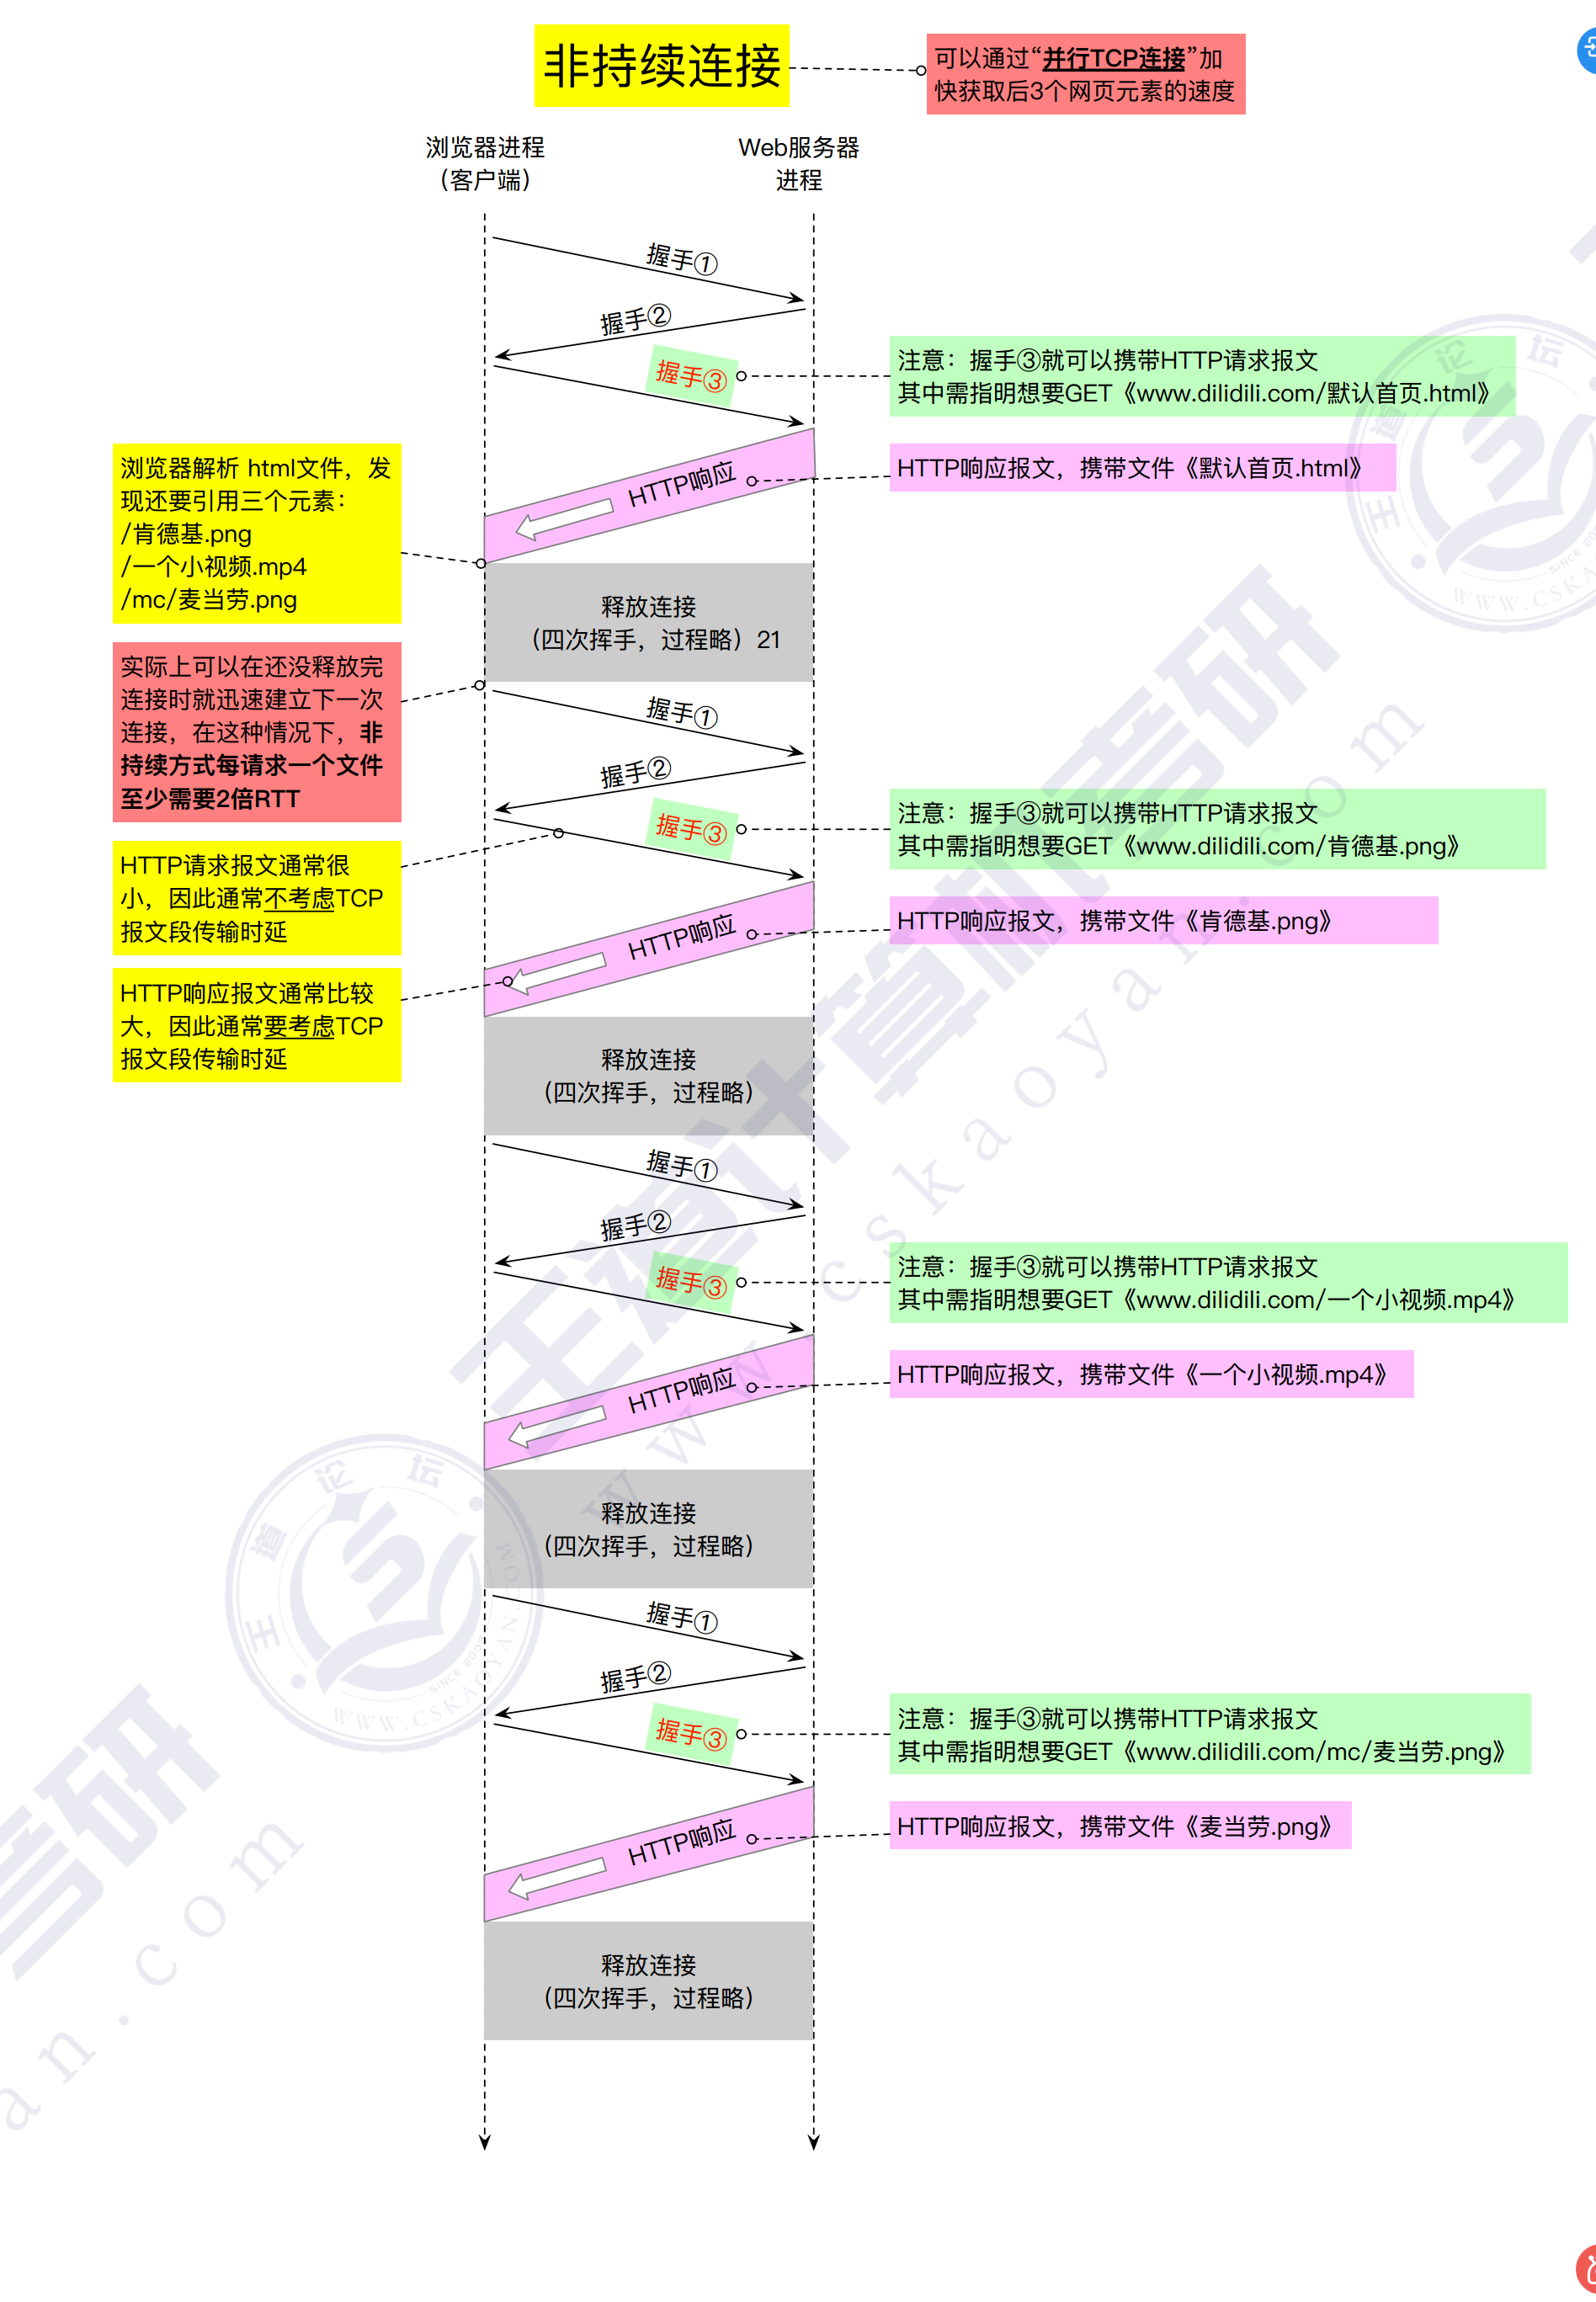 非持续连接
可以通过“并行TCP连接”加
快获取后3个网页元素的速度
浏览器进程
（客户端）
Web服务器
进程
握手①
握手②
握手③
注意：握手③就可以携带HTTP请求报文
其中需指明想要GET《www.dilidili.com/默认首页.html》
HTTP响应
HTTP响应报文，携带文件《默认首页.html》
浏览器解析 html文件，发
现还要引用三个元素：
/肯德基.png
/一个小视频.mp4
/mc/麦当劳.png
释放连接
（四次挥手，过程略）21
实际上可以在还没释放完
连接时就迅速建立下一次
连接，在这种情况下，非
持续方式每请求一个文件
至少需要2倍RTT
握手①
握手②
握手③
注意：握手③就可以携带HTTP请求报文
其中需指明想要GET《www.dilidili.com/肯德基.png》
HTTP请求报文通常很
小，因此通常不考虑TCP
报文段传输时延
HTTP响应
HTTP响应报文，携带文件《肯德基.png》
HTTP响应报文通常比较
大，因此通常要考虑TCP
报文段传输时延
释放连接
（四次挥手，过程略）
握手①
握手②
握手③
注意：握手③就可以携带HTTP请求报文
其中需指明想要GET《www.dilidili.com/一个小视频.mp4》
HTTP响应
HTTP响应报文，携带文件《一个小视频.mp4》
释放连接
（四次挥手，过程略）
握手①
握手②
握手③
注意：握手③就可以携带HTTP请求报文
其中需指明想要GET《www.dilidili.com/mc/麦当劳.png》
HTTP响应
HTTP响应报文，携带文件《麦当劳.png》
释放连接
（四次挥手，过程略）
王道计算机考研
www.cskaoyan.com
王道论坛
SINCE 200
WWW.CSKAOYAN.COM
王道论坛
SINCE 200
WWW.CSKAO
考研
an.com